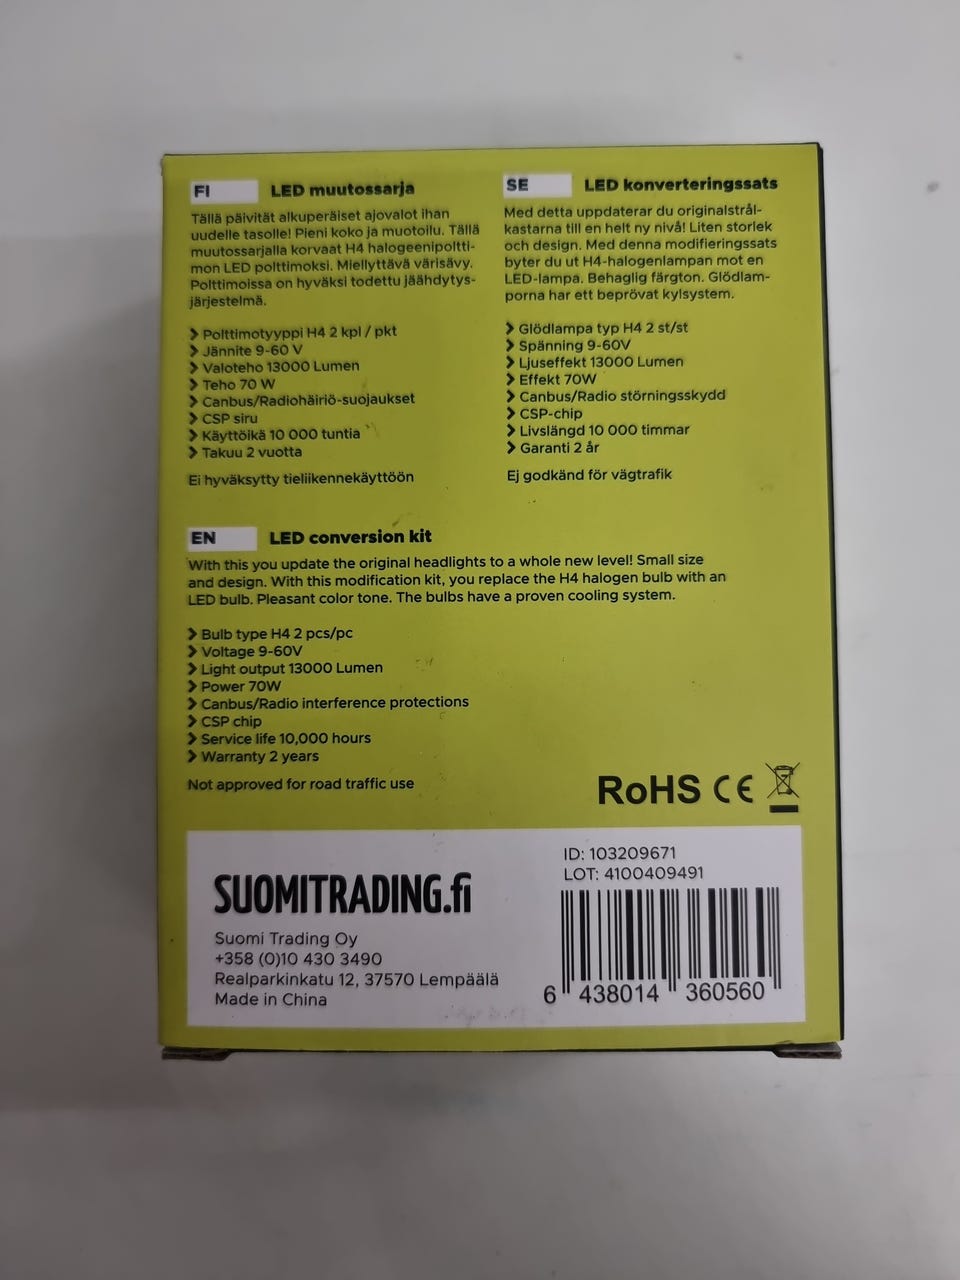 FI LED muutossarja
Tällä päivität alkuperäiset ajovalot ihan
uudelle tasolle! Pieni koko ja muotoilu. Tällä
muutossarjalla korvaat H4 halogeenipoltti-
mon LED polttimoksi. Miellyttävä värisävy.
Polttimoissa on hyväksi todettu jäähdytys-
järjestelmä.
Polttimotyyppi H4 2 kpl / pkt
Jännite 9-60 V
Valoteho 13000 Lumen
Teho 70 W
Canbus/Radiohäiriö-suojaukset
CSP siru
Käyttöikä 10 000 tuntia
Takuu 2 vuotta
Ei hyväksytty tieliikennekäyttöön
SE LED konverteringssats
Med detta uppdaterar du originalstrål-
kastarna till en helt ny nivå! Liten storlek
och design. Med denna modifieringssats
byter du ut H4-halogenlampan mot en
LED-lampa. Behaglig färgton. Glödlam-
porna har ett beprövat kylsystem.
Glödlampa typ H4 2 st/st
Spänning 9-60V
Ljuseffekt 13000 Lumen
Effekt 70W
Canbus/Radio störningsskydd
CSP-chip
Livslängd 10 000 timmar
Garanti 2 år
Ej godkänd för vägtrafik
EN LED conversion kit
With this you update the original headlights to a whole new level! Small size
and design. With this modification kit, you replace the H4 halogen bulb with an
LED bulb. Pleasant color tone. The bulbs have a proven cooling system.
Bulb type H4 2 pcs/pc
Voltage 9-60V
Light output 13000 Lumen
Power 70W
Canbus/Radio interference protections
CSP chip
Service life 10,000 hours
Warranty 2 years
Not approved for road traffic use
RoHS CE
SUOMITRADING.fi
Suomi Trading Oy
+358 (0)10 430 3490
Realparkinkatu 12, 37570 Lempäälä
Made in China
ID: 103209671
LOT: 4100409491
6 438014 360560